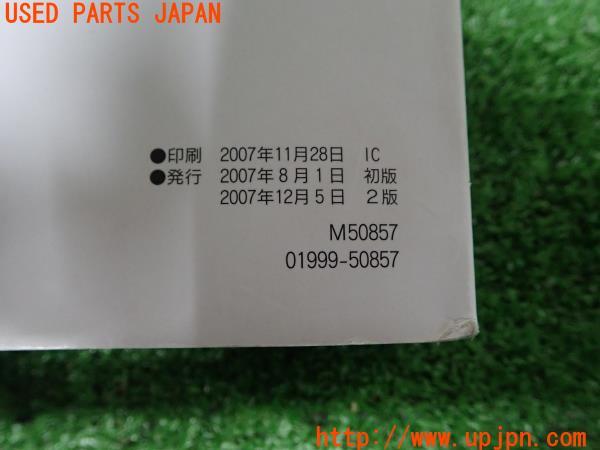 USED PARTS JAPAN
●印刷 2007年11月28日 IC
●発行 2007年8月1日 初版
2007年12月5日 2版
M50857
01999-50857
http://www.upjpn.com